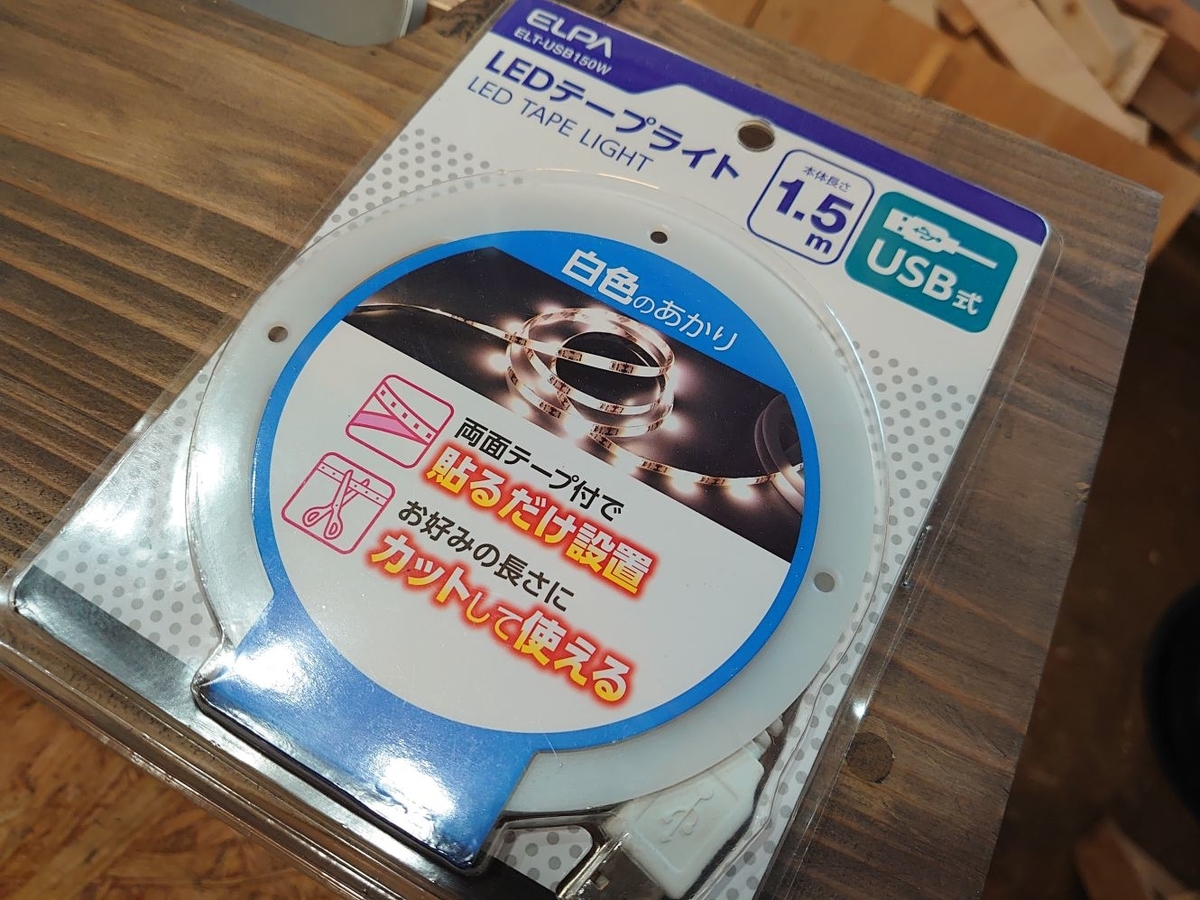 ELPA
ELT-USB150W
LEDテープライト
LED TAPE LIGHT
本体長さ
1.5
m
USB式
白色のあかり
両面テープ付で
貼るだけ設置
お好みの長さに
カットして使える